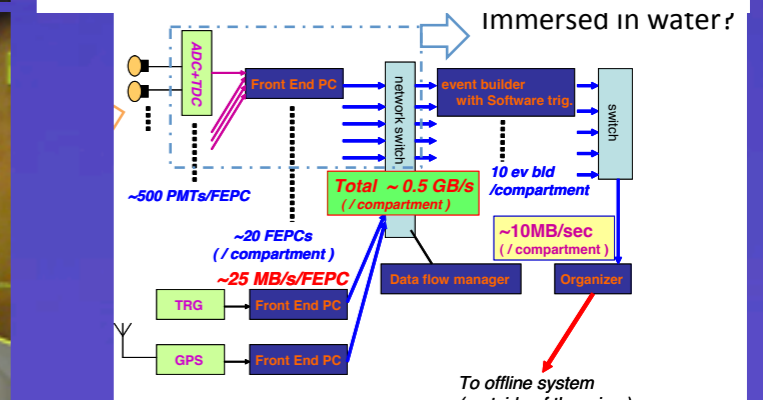 Immersed in water?
ADC+TDC
Front End PC
network switch
event builder
with Software trig.
switch
~500 PMTs/FEPC
Total ~ 0.5 GB/s
( / compartment )
10 ev bld
/compartment
~20 FEPCs
( / compartment )
~10MB/sec
( / compartment )
~25 MB/s/FEPC
Data flow manager
Organizer
TRG
Front End PC
GPS
Front End PC
To offline system